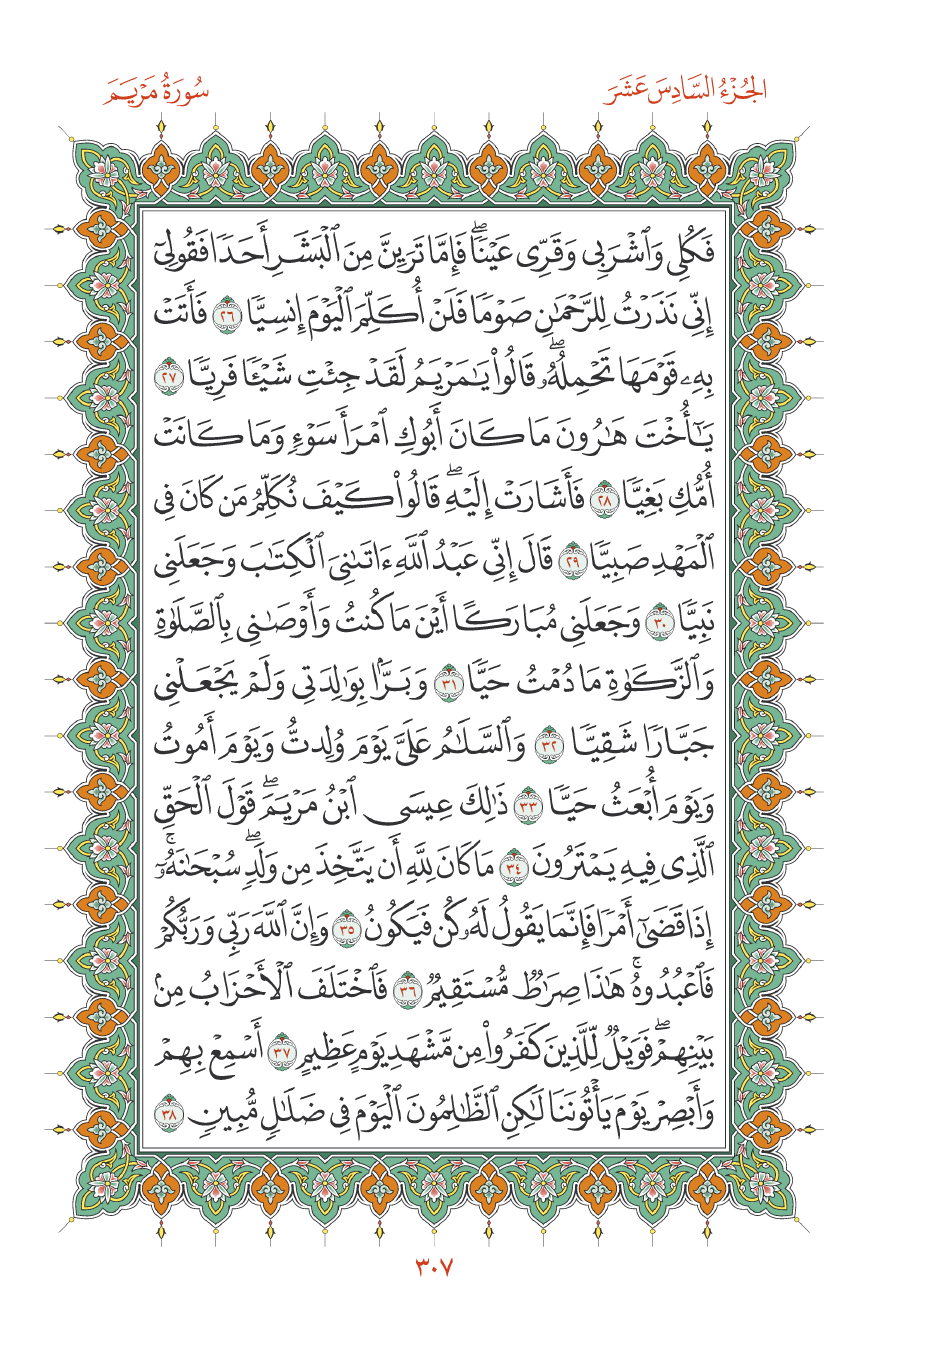 الجُزْءُ السَّادِسَ عَشَرَ
سُورَةُ مَرْيَمَ
فَكُلِي وَٱشْرَبِي وَقَرِّي عَيْنٗاۖ فَإِمَّا تَرَيِنَّ مِنَ ٱلْبَشَرِ أَحَدٗا فَقُولِيٓ
إِنِّي نَذَرْتُ لِلرَّحْمَٰنِ صَوْمٗا فَلَنْ أُكَلِّمَ ٱلْيَوْمَ إِنسِيّٗا ٢٦ فَأَتَتْ
بِهِۦ قَوْمَهَا تَحْمِلُهُۥۖ قَالُوا۟ يَٰمَرْيَمُ لَقَدْ جِئْتِ شَيْـٔٗا فَرِيّٗا ٢٧
يَٰٓأُخْتَ هَٰرُونَ مَا كَانَ أَبُوكِ ٱمْرَأَ سَوْءٖ وَمَا كَانَتْ
أُمُّكِ بَغِيّٗا ٢٨ فَأَشَارَتْ إِلَيْهِۖ قَالُوا۟ كَيْفَ نُكَلِّمُ مَن كَانَ فِي
ٱلْمَهْدِ صَبِيّٗا ٢٩ قَالَ إِنِّي عَبْدُ ٱللَّهِ ءَاتَىٰنِيَ ٱلْكِتَٰبَ وَجَعَلَنِي
نَبِيّٗا ٣٠ وَجَعَلَنِي مُبَارَكًا أَيْنَ مَا كُنتُ وَأَوْصَٰنِي بِٱلصَّلَوٰةِ
وَٱلزَّكَوٰةِ مَا دُمْتُ حَيّٗا ٣١ وَبَرَّۢا بِوَٰلِدَتِي وَلَمْ يَجْعَلْنِي
جَبَّارٗا شَقِيّٗا ٣٢ وَٱلسَّلَٰمُ عَلَيَّ يَوْمَ وُلِدتُّ وَيَوْمَ أَمُوتُ
وَيَوْمَ أُبْعَثُ حَيّٗا ٣٣ ذَٰلِكَ عِيسَى ٱبْنُ مَرْيَمَۖ قَوْلَ ٱلْحَقِّ
ٱلَّذِي فِيهِ يَمْتَرُونَ ٣٤ مَا كَانَ لِلَّهِ أَن يَتَّخِذَ مِن وَلَدٖۖ سُبْحَٰنَهُۥٓۚ
إِذَا قَضَىٰٓ أَمْرٗا فَإِنَّمَا يَقُولُ لَهُۥ كُن فَيَكُونُ ٣٥ وَإِنَّ ٱللَّهَ رَبِّي وَرَبُّكُمْ
فَٱعْبُدُوهُۚ هَٰذَا صِرَٰطٞ مُّسْتَقِيمٞ ٣٦ فَٱخْتَلَفَ ٱلْأَحْزَابُ مِنۢ
بَيْنِهِمْۖ فَوَيْلٞ لِّلَّذِينَ كَفَرُوا۟ مِن مَّشْهَدِ يَوْمٍ عَظِيمٍ ٣٧ أَسْمِعْ بِهِمْ
وَأَبْصِرْ يَوْمَ يَأْتُونَنَا لَٰكِنِ ٱلظَّٰلِمُونَ ٱلْيَوْمَ فِي ضَلَٰلٖ مُّبِينٖ ٣٨
٣٠٧